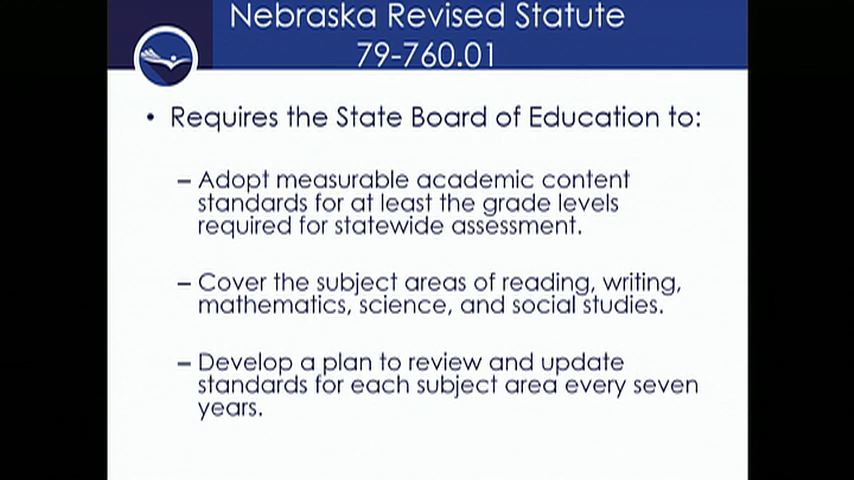 Nebraska Revised Statute
79-760.01
• Requires the State Board of Education to:
– Adopt measurable academic content
standards for at least the grade levels
required for statewide assessment.
– Cover the subject areas of reading, writing,
mathematics, science, and social studies.
– Develop a plan to review and update
standards for each subject area every seven
years.